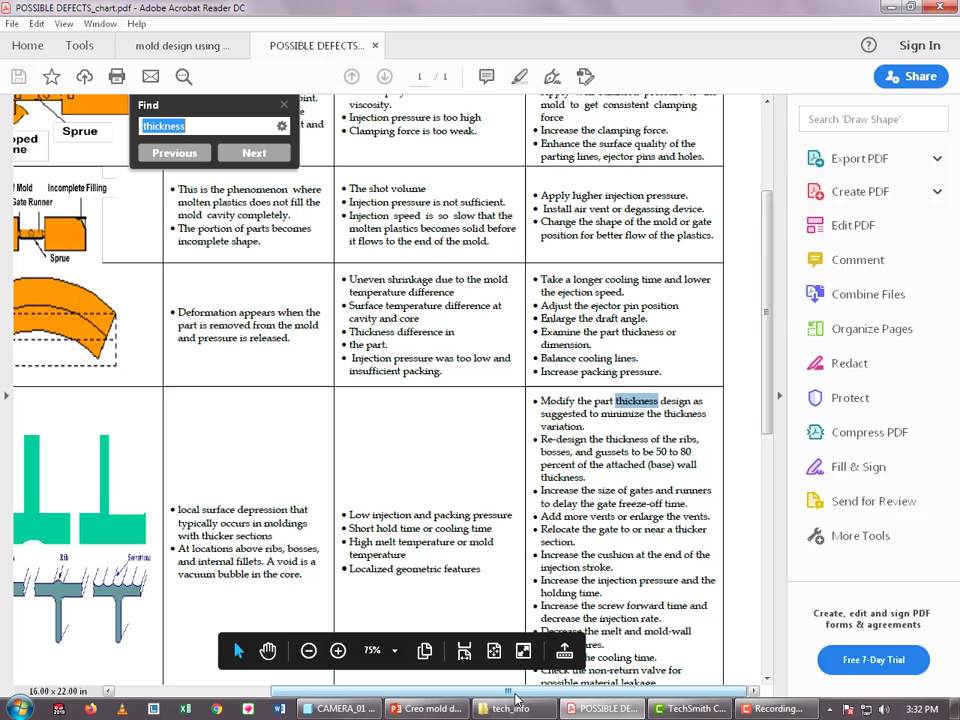 POSSIBLE DEFECTS_chart.pdf - Adobe Acrobat Reader DC
File Edit View Window Help
Home Tools mold design using ... POSSIBLE DEFECTS... × Sign In
1 / 1
Share
Find
thickness
Previous Next
Sprue
viscosity.
Injection pressure is too high
Clamping force is too weak.
mold to get consistent clamping
force
Increase the clamping force.
Enhance the surface quality of the
parting lines, ejector pins and holes.
Incomplete Filling
Sprue
This is the phenomenon where
molten plastics does not fill the
mold cavity completely.
The portion of parts becomes
incomplete shape.
The shot volume
Injection pressure is not sufficient.
Injection speed is so slow that the
molten plastics becomes solid before
it flows to the end of the mold.
Apply higher injection pressure.
Install air vent or degassing device.
Change the shape of the mold or gate
position for better flow of the plastics.
Deformation appears when the
part is removed from the mold
and pressure is released.
Uneven shrinkage due to the mold
temperature difference
Surface temperature difference at
cavity and core
Thickness difference in
the part.
Injection pressure was too low and
insufficient packing.
Take a longer cooling time and lower
the ejection speed.
Adjust the ejector pin position
Enlarge the draft angle.
Examine the part thickness or
dimension.
Balance cooling lines.
Increase packing pressure.
Rib
local surface depression that
typically occurs in moldings
with thicker sections
At locations above ribs, bosses,
and internal fillets. A void is a
vacuum bubble in the core.
Low injection and packing pressure
Short hold time or cooling time
High melt temperature or mold
temperature
Localized geometric features
Modify the part thickness design as
suggested to minimize the thickness
variation.
Re-design the thickness of the ribs,
bosses, and gussets to be 50 to 80
percent of the attached (base) wall
thickness.
Increase the size of gates and runners
to delay the gate freeze-off time.
Add more vents or enlarge the vents.
Relocate the gate to or near a thicker
section.
Increase the cushion at the end of the
injection stroke.
Increase the injection pressure and the
holding time.
Increase the screw forward time and
decrease the injection rate.
Decrease the melt and mold-wall
the cooling time.
Check the non-return valve for
possible material leakage.
75%
16.00 x 22.00 in
Search 'Draw Shape'
Export PDF
Create PDF
Edit PDF
Comment
Combine Files
Organize Pages
Redact
Protect
Compress PDF
Fill & Sign
Send for Review
More Tools
Create, edit and sign PDF
forms & agreements
Free 7-Day Trial
CAMERA_01 ... Creo mold d... tech_info POSSIBLE DE... TechSmith C... Recording... 3:32 PM